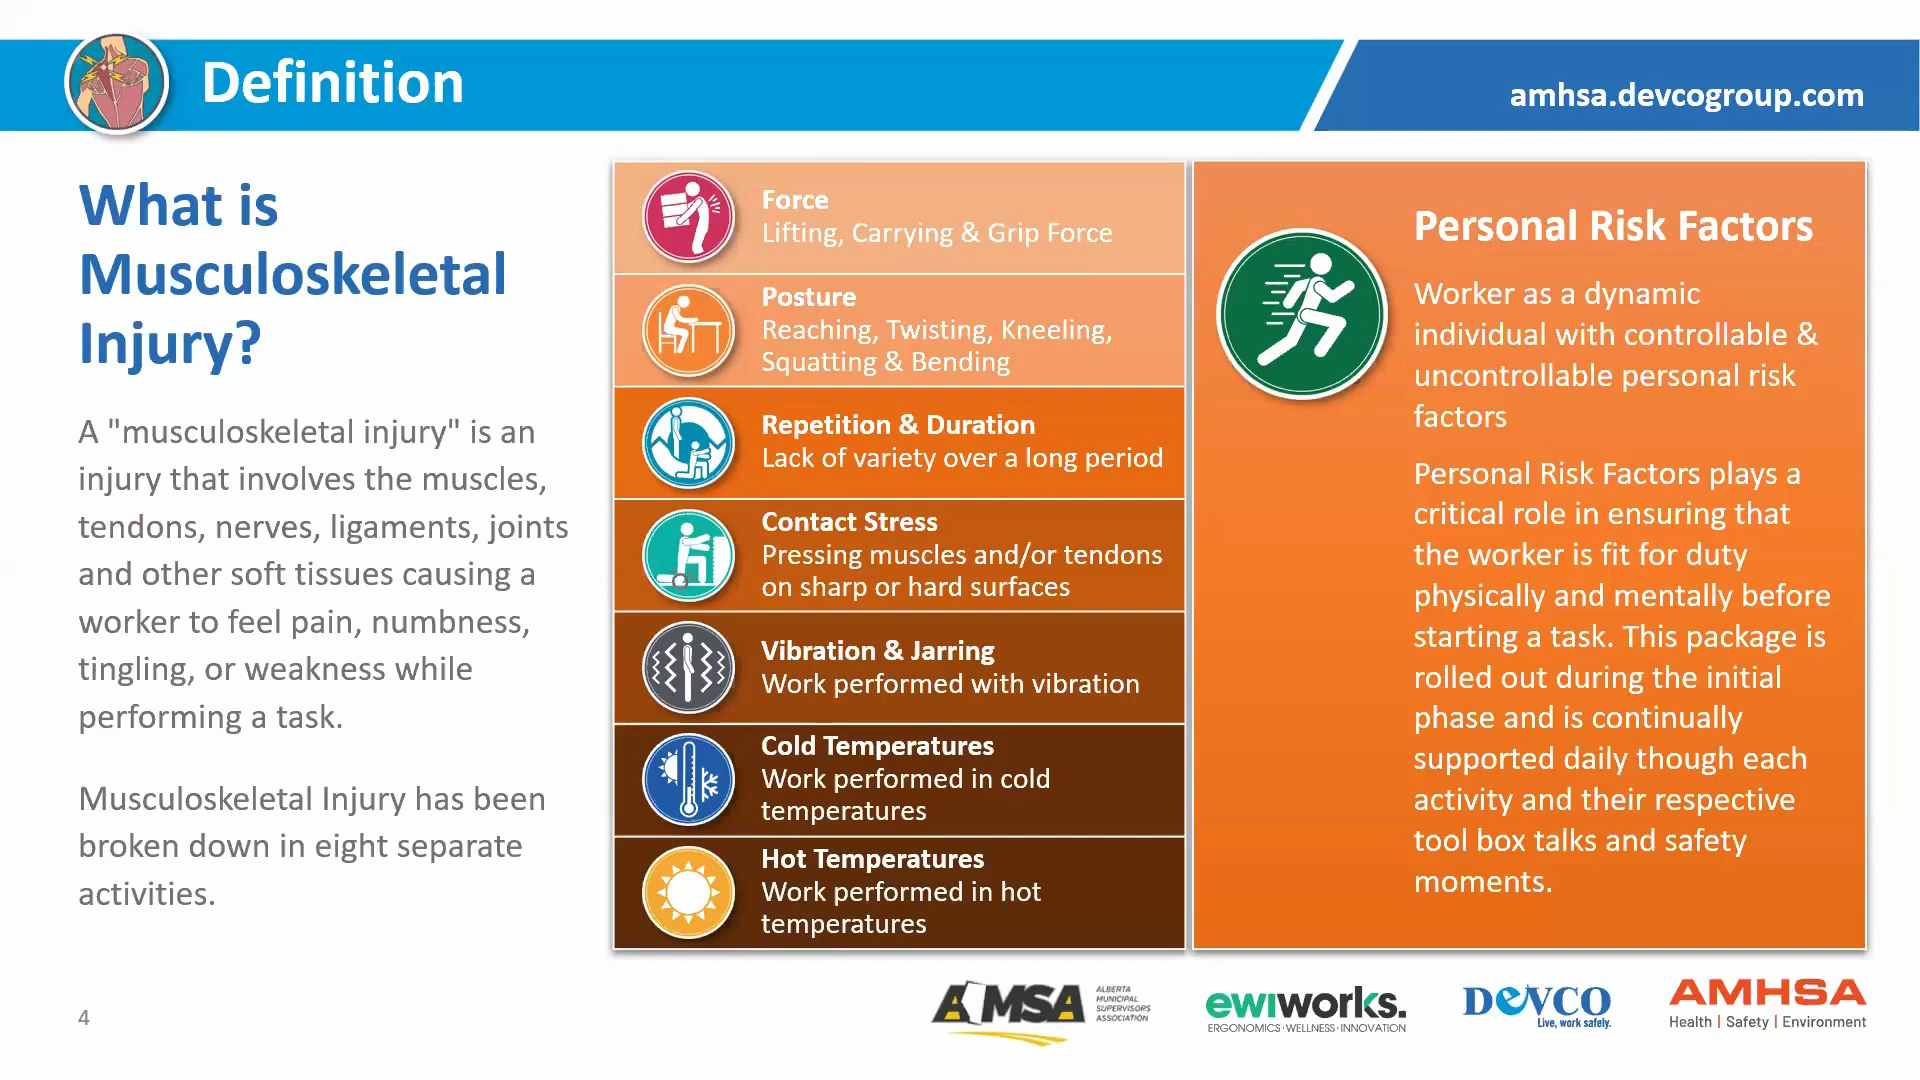 Definition
amhsa.devcogroup.com
What is
Musculoskeletal
Injury?
A "musculoskeletal injury" is an
injury that involves the muscles,
tendons, nerves, ligaments, joints
and other soft tissues causing a
worker to feel pain, numbness,
tingling, or weakness while
performing a task.
Musculoskeletal Injury has been
broken down in eight separate
activities.
Force
Lifting, Carrying & Grip Force
Posture
Reaching, Twisting, Kneeling,
Squatting & Bending
Repetition & Duration
Lack of variety over a long period
Contact Stress
Pressing muscles and/or tendons
on sharp or hard surfaces
Vibration & Jarring
Work performed with vibration
Cold Temperatures
Work performed in cold
temperatures
Hot Temperatures
Work performed in hot
temperatures
Personal Risk Factors
Worker as a dynamic
individual with controllable &
uncontrollable personal risk
factors
Personal Risk Factors plays a
critical role in ensuring that
the worker is fit for duty
physically and mentally before
starting a task. This package is
rolled out during the initial
phase and is continually
supported daily though each
activity and their respective
tool box talks and safety
moments.
4
AMSA
ALBERTA
MUNICIPAL
SUPERVISORS
ASSOCIATION
ewiworks.
ERGONOMICS·WELLNESS·INNOVATION
DEVCO
Live, work safely.
AMHSA
Health | Safety | Environment